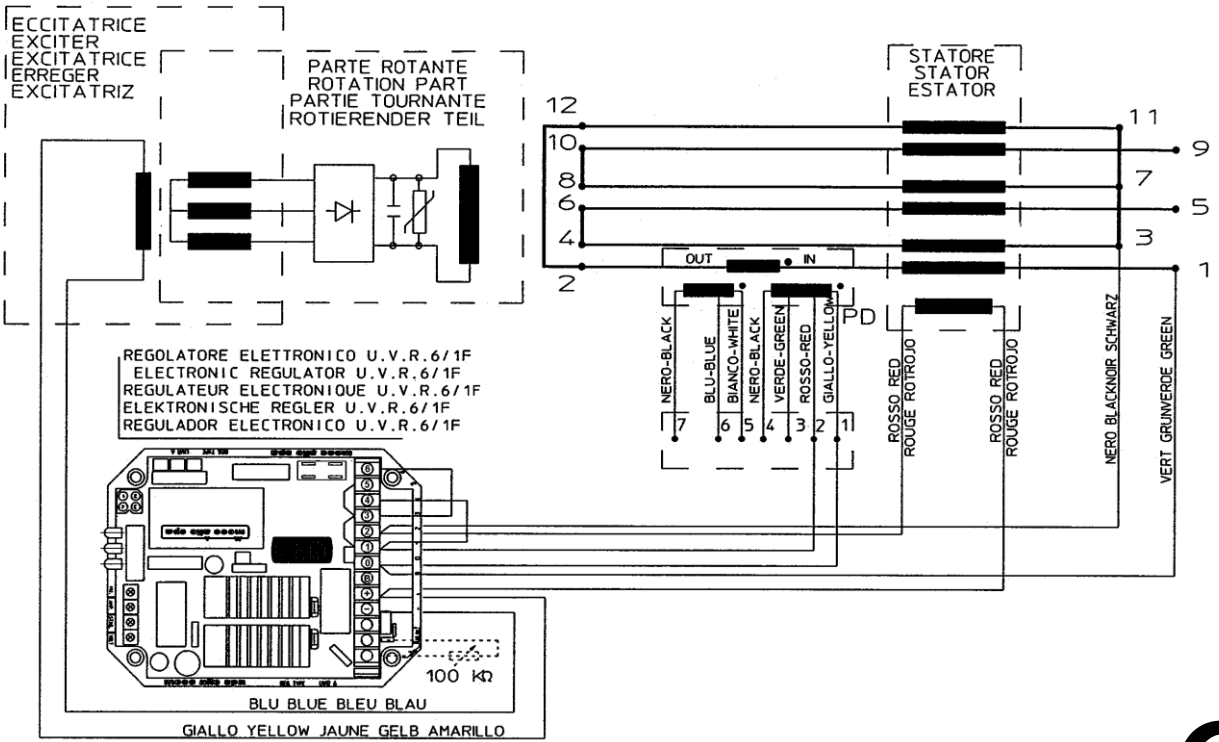 ECCITATRICE
EXCITER
EXCITATRICE
ERREGER
EXCITATRIZ
PARTE ROTANTE
ROTATION PART
PARTIE TOURNANTE
ROTIERENDER TEIL
STATORE
STATOR
ESTATOR
12
10
8
6
4
2
11
9
7
5
3
1
OUT
IN
PD
NERO-BLACK
BLU-BLUE
BIANCO-WHITE
NERO-BLACK
VERDE-GREEN
ROSSO-RED
GIALLO-YELLOW
7
6
5
4
3
2
1
ROSSO RED
ROUGE ROTROJO
ROSSO RED
ROUGE ROTROJO
NERO BLACKNOIR SCHWARZ
VERT GRUNVERDE GREEN
REGOLATORE ELETTRONICO U.V.R.6/1F
ELECTRONIC REGULATOR U.V.R.6/1F
REGULATEUR ELECTRONIQUE U.V.R.6/1F
ELEKTRONISCHE REGLER U.V.R.6/1F
REGULADOR ELECTRONICO U.V.R.6/1F
6
5
4
3
2
1
0
B
+
-
mecc alte spa
100 KΩ
BLU BLUE BLEU BLAU
GIALLO YELLOW JAUNE GELB AMARILLO